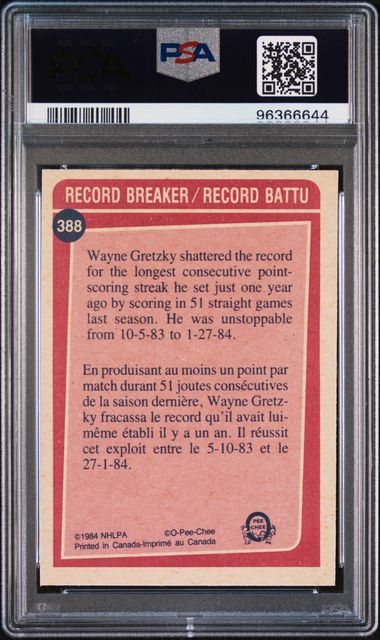 PSA
PSA
96366644
RECORD BREAKER / RECORD BATTU
388
Wayne Gretzky shattered the record
for the longest consecutive point-
scoring streak he set just one year
ago by scoring in 51 straight games
last season. He was unstoppable
from 10-5-83 to 1-27-84.
En produisant au moins un point par
match durant 51 joutes consécutives
de la saison dernière, Wayne Gretz-
ky fracassa le record qu'il avait lui-
même établi il y a un an. Il réussit
cet exploit entre le 5-10-83 et le
27-1-84.
©1984 NHLPA ©O-Pee-Chee
Printed in Canada-Imprimé au Canada
O
PEE
CHEE